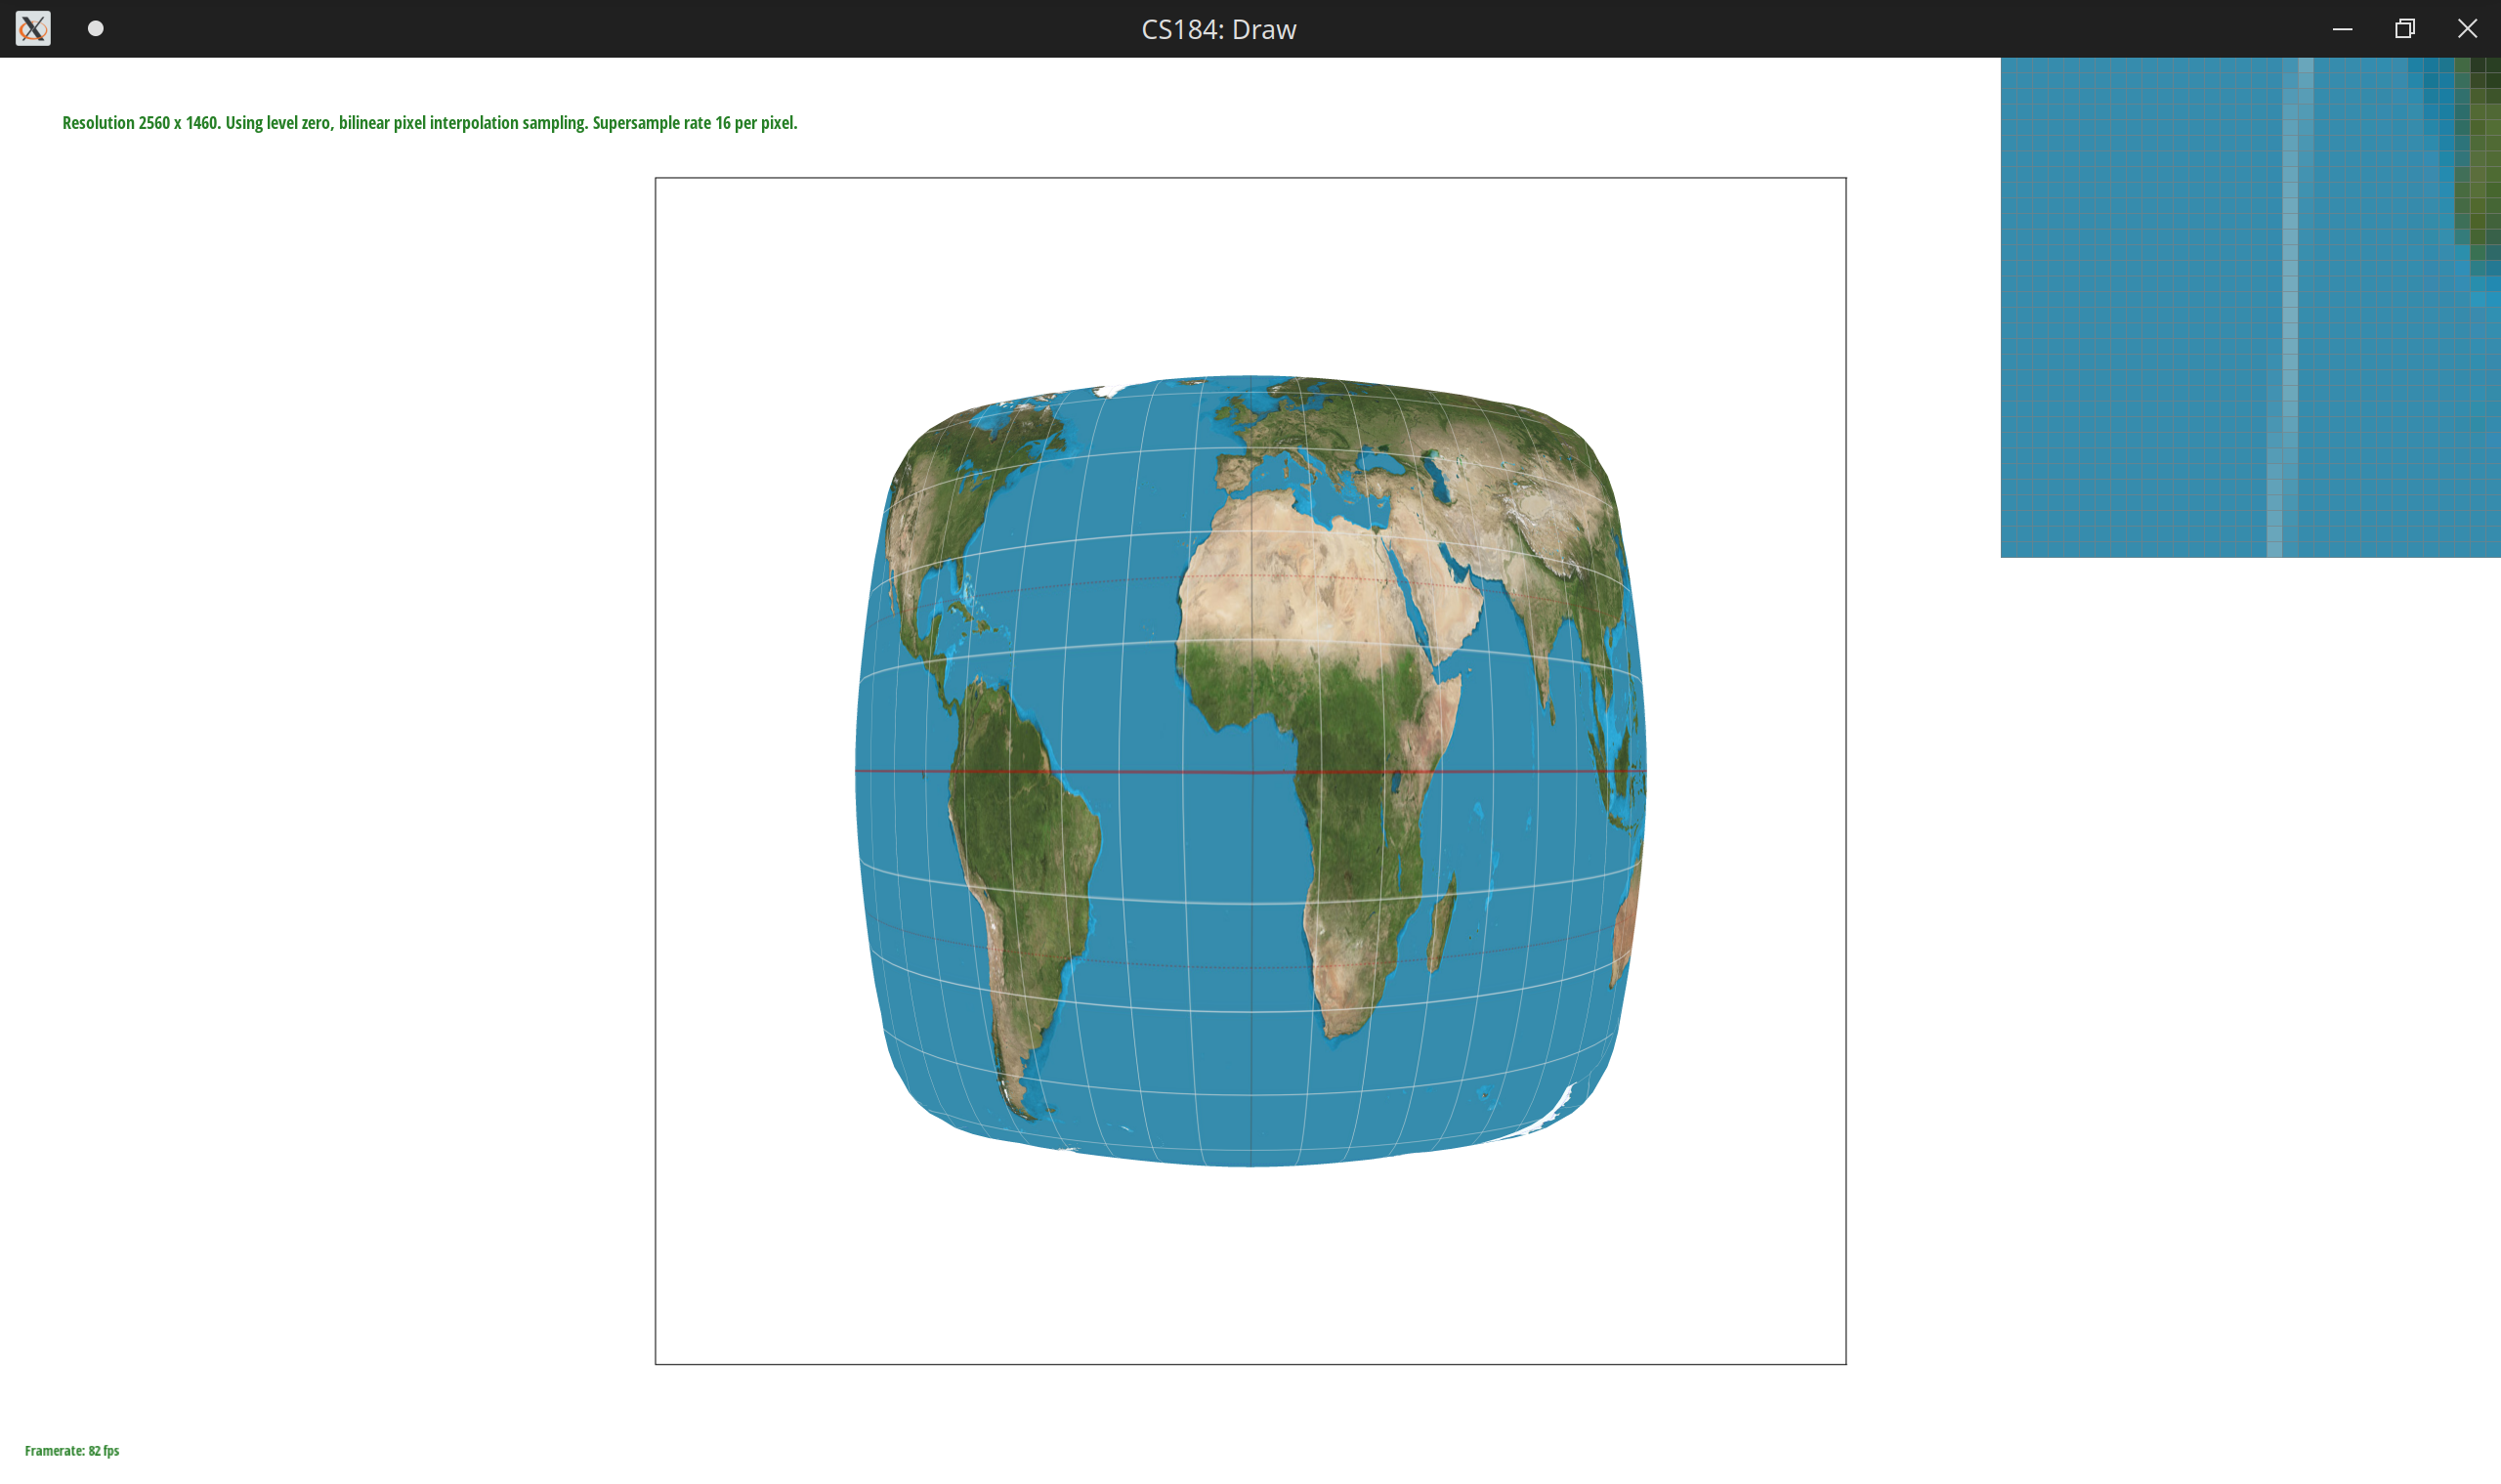 CS184: Draw
Resolution 2560 x 1460. Using level zero, bilinear pixel interpolation sampling. Supersample rate 16 per pixel.
Framerate: 82 fps